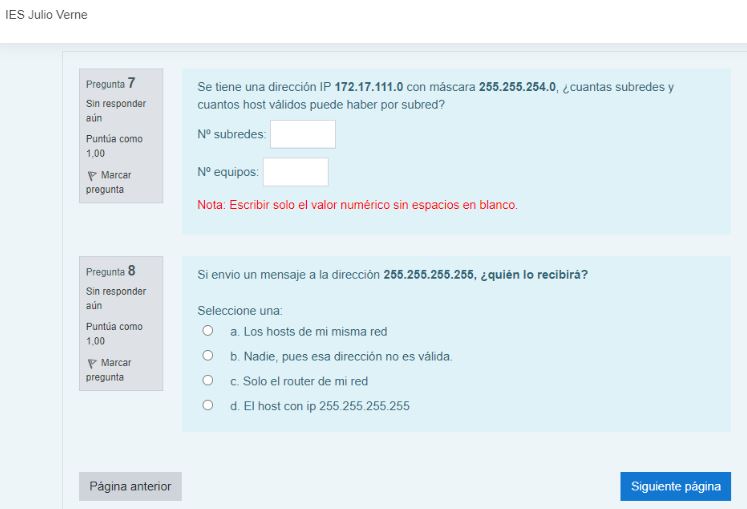 IES Julio Verne
Pregunta 7
Sin responder
aún
Puntúa como
1,00
Marcar
pregunta
Se tiene una dirección IP 172.17.111.0 con máscara 255.255.254.0, ¿cuantas subredes y
cuantos host válidos puede haber por subred?
Nº subredes:
Nº equipos:
Nota: Escribir solo el valor numérico sin espacios en blanco.
Pregunta 8
Sin responder
aún
Puntúa como
1,00
Marcar
pregunta
Si envio un mensaje a la dirección 255.255.255.255, ¿quién lo recibirá?
Seleccione una:
a. Los hosts de mi misma red
b. Nadie, pues esa dirección no es válida.
c. Solo el router de mi red
d. El host con ip 255.255.255.255
Página anterior
Siguiente página